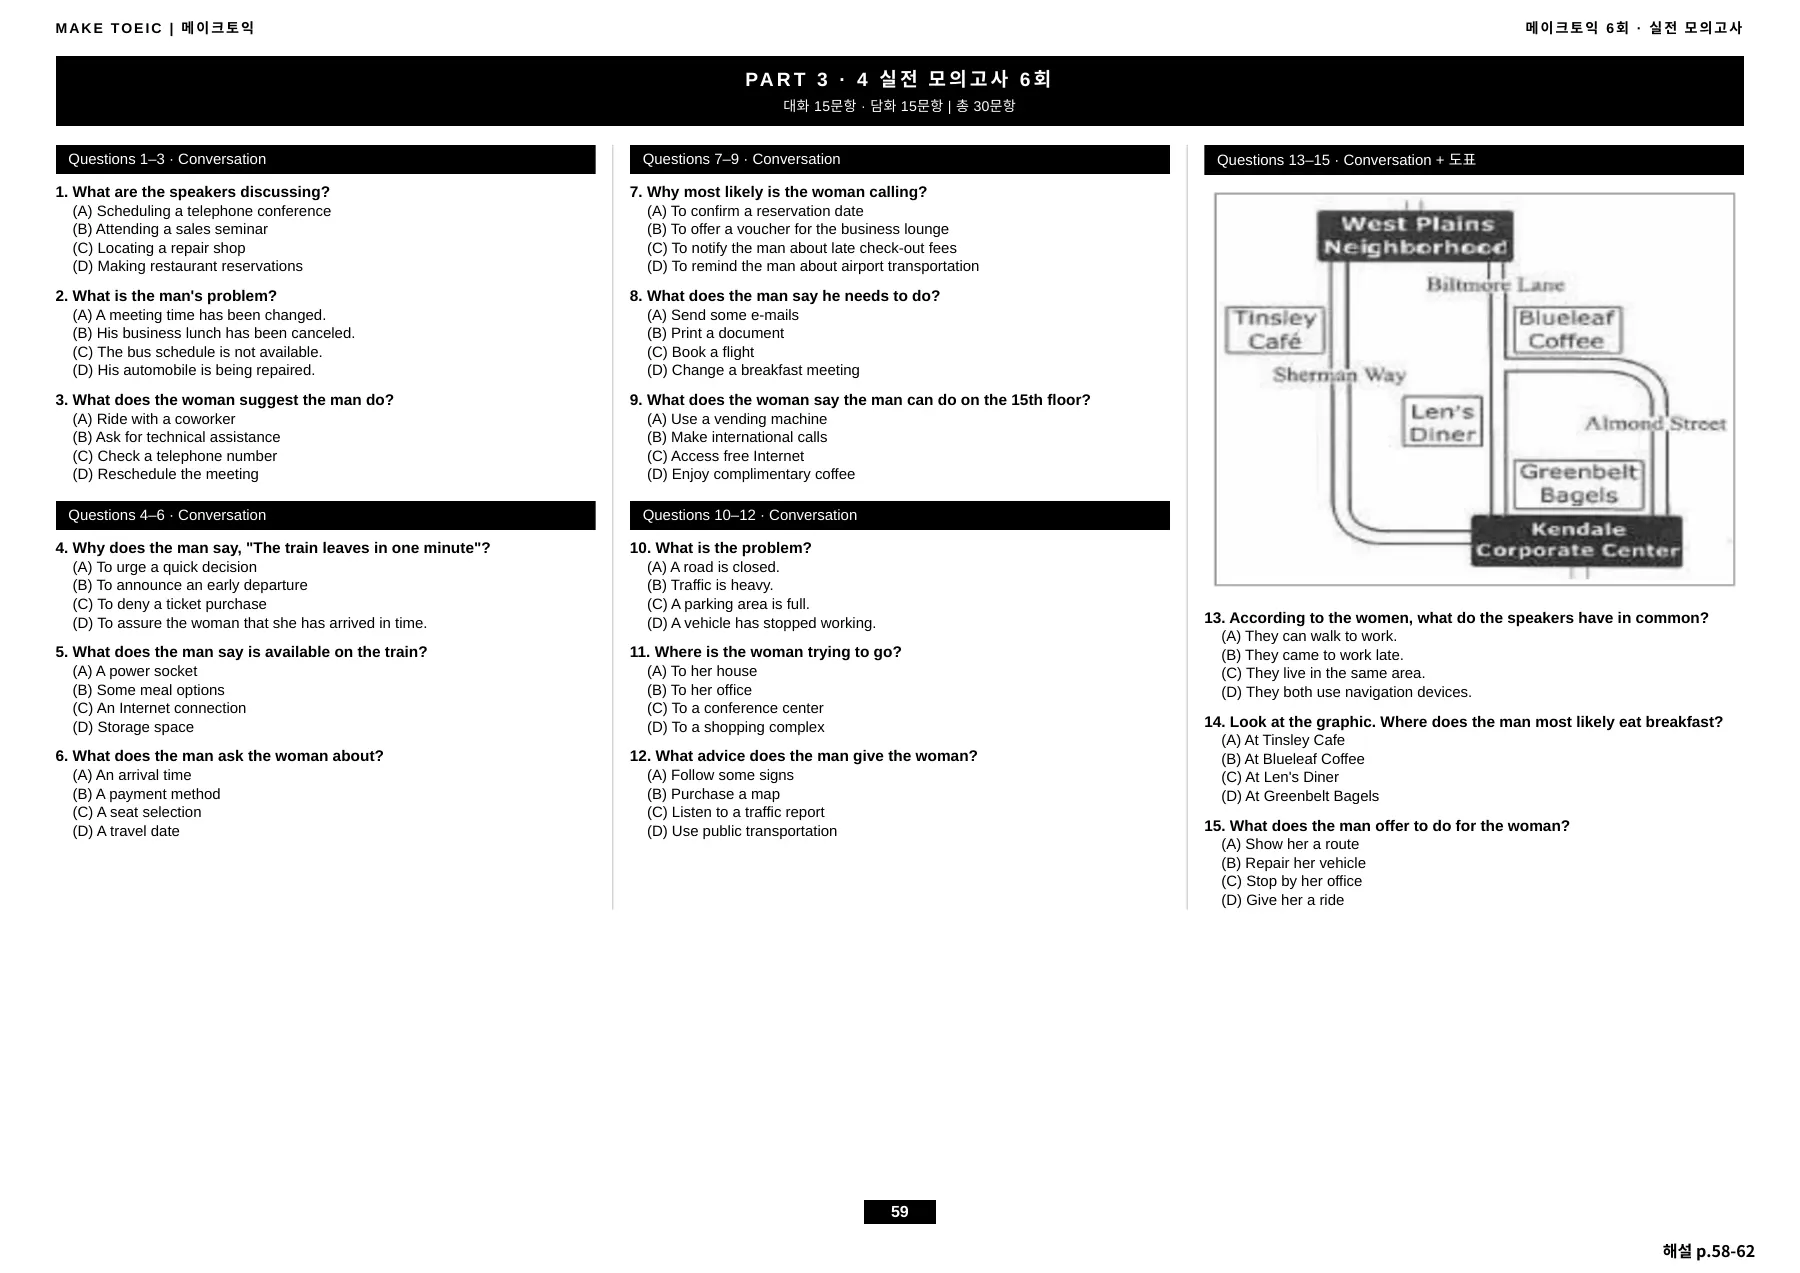 MAKE TOEIC | 메이크토익
메이크토익 6회 · 실전 모의고사
PART 3 · 4 실전 모의고사 6회
대화 15문항 · 담화 15문항 | 총 30문항
Questions 1–3 · Conversation
1. What are the speakers discussing?
(A) Scheduling a telephone conference
(B) Attending a sales seminar
(C) Locating a repair shop
(D) Making restaurant reservations
2. What is the man's problem?
(A) A meeting time has been changed.
(B) His business lunch has been canceled.
(C) The bus schedule is not available.
(D) His automobile is being repaired.
3. What does the woman suggest the man do?
(A) Ride with a coworker
(B) Ask for technical assistance
(C) Check a telephone number
(D) Reschedule the meeting
Questions 4–6 · Conversation
4. Why does the man say, "The train leaves in one minute"?
(A) To urge a quick decision
(B) To announce an early departure
(C) To deny a ticket purchase
(D) To assure the woman that she has arrived in time.
5. What does the man say is available on the train?
(A) A power socket
(B) Some meal options
(C) An Internet connection
(D) Storage space
6. What does the man ask the woman about?
(A) An arrival time
(B) A payment method
(C) A seat selection
(D) A travel date
Questions 7–9 · Conversation
7. Why most likely is the woman calling?
(A) To confirm a reservation date
(B) To offer a voucher for the business lounge
(C) To notify the man about late check-out fees
(D) To remind the man about airport transportation
8. What does the man say he needs to do?
(A) Send some e-mails
(B) Print a document
(C) Book a flight
(D) Change a breakfast meeting
9. What does the woman say the man can do on the 15th floor?
(A) Use a vending machine
(B) Make international calls
(C) Access free Internet
(D) Enjoy complimentary coffee
Questions 10–12 · Conversation
10. What is the problem?
(A) A road is closed.
(B) Traffic is heavy.
(C) A parking area is full.
(D) A vehicle has stopped working.
11. Where is the woman trying to go?
(A) To her house
(B) To her office
(C) To a conference center
(D) To a shopping complex
12. What advice does the man give the woman?
(A) Follow some signs
(B) Purchase a map
(C) Listen to a traffic report
(D) Use public transportation
Questions 13–15 · Conversation + 도표
West Plains
Neighborhood
Biltmore Lane
Tinsley
Café
Blueleaf
Coffee
Sherman Way
Len's
Diner
Almond Street
Greenbelt
Bagels
Kendale
Corporate Center
13. According to the women, what do the speakers have in common?
(A) They can walk to work.
(B) They came to work late.
(C) They live in the same area.
(D) They both use navigation devices.
14. Look at the graphic. Where does the man most likely eat breakfast?
(A) At Tinsley Cafe
(B) At Blueleaf Coffee
(C) At Len's Diner
(D) At Greenbelt Bagels
15. What does the man offer to do for the woman?
(A) Show her a route
(B) Repair her vehicle
(C) Stop by her office
(D) Give her a ride
59
해설 p.58-62